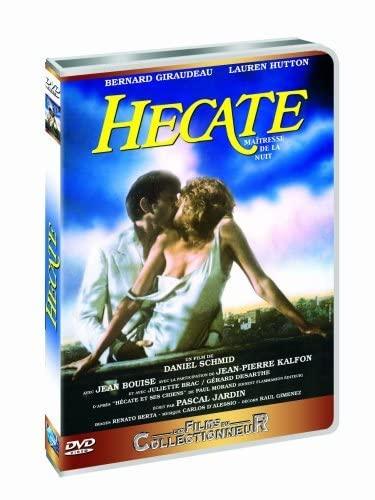 DVD
HECATE
BERNARD GIRAUDEAU LAUREN HUTTON
HECATE
MAÎTRESSE
DE LA
NUIT
UN FILM DE
DANIEL SCHMID
AVEC JEAN BOUISE AVEC LA PARTICIPATION DE JEAN-PIERRE KALFON
ET AVEC JULIETTE BRAC / GÉRARD DESARTHE
D'APRÈS "HÉCATE ET SES CHIENS" DE PAUL MORAND
ÉCRIT PAR PASCAL JARDIN
IMAGES RENATO BERTA - MUSIQUE CARLOS D'ALESSIO - DÉCORS RAUL GIMENEZ
DVD
VIDEO
LES FILMS DU
COLLECTIONNEUR